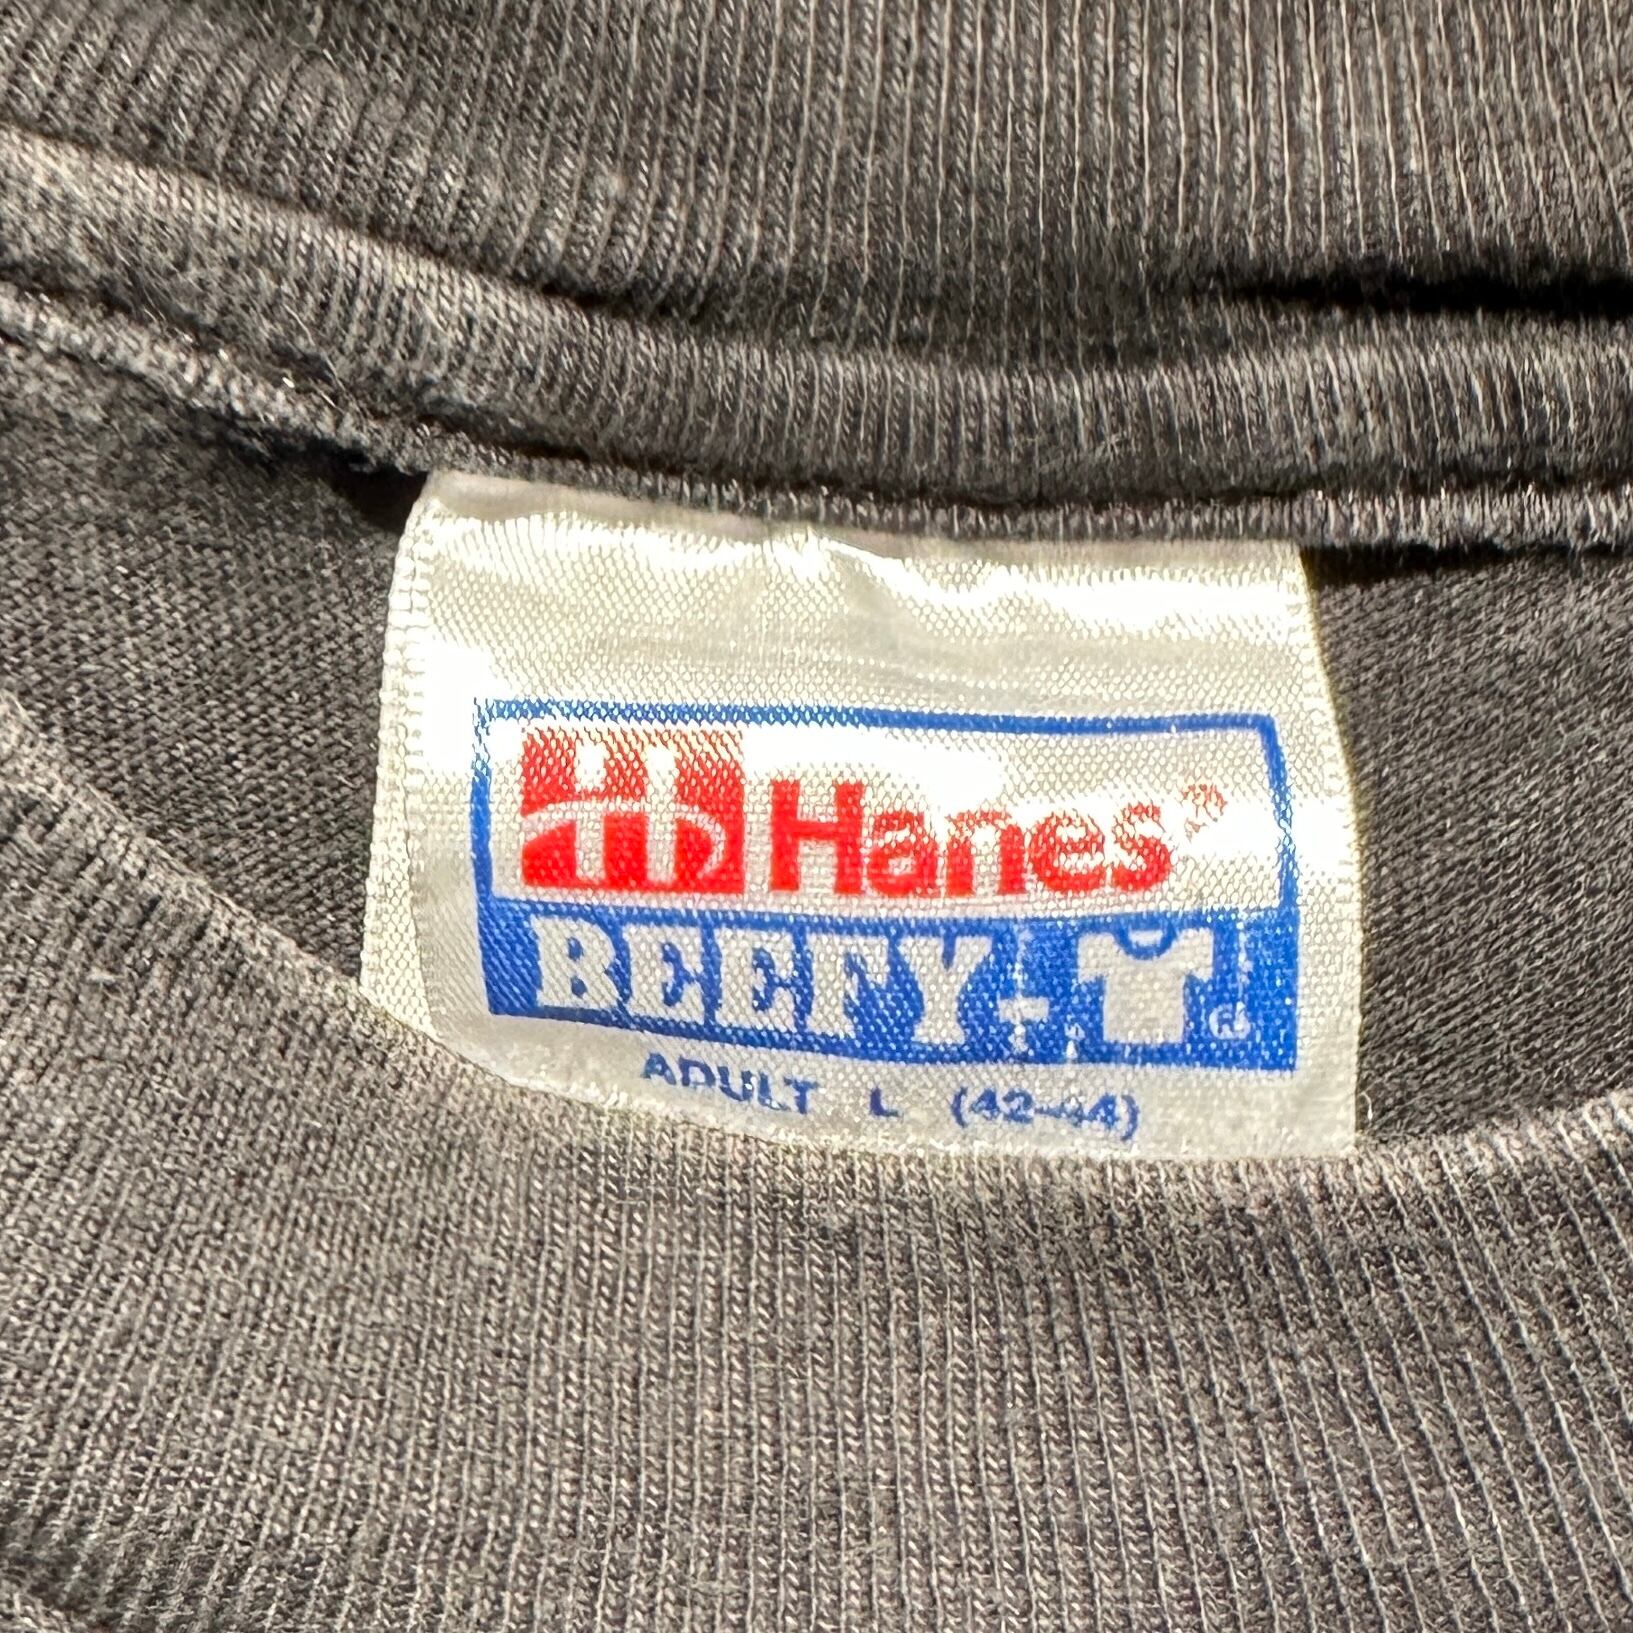 Hanes®
BEEFY-T®
ADULT L (42-44)